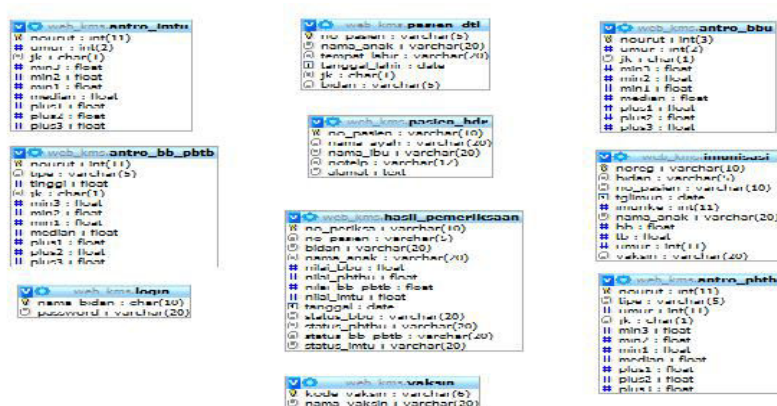 web_kms.antro_imtu
nourut : int(11)
umur : int(2)
jk : char(1)
min3 : float
min2 : float
min1 : float
median : float
plus1 : float
plus2 : float
plus3 : float
web_kms.antro_bb_pbtb
nourut : int(11)
tipe : varchar(5)
tinggi : float
jk : char(1)
min3 : float
min2 : float
min1 : float
median : float
plus1 : float
plus2 : float
plus3 : float
web_kms.login
nama_bidan : char(10)
password : varchar(20)
web_kms.pasien_dtl
no_pasien : varchar(5)
nama_anak : varchar(20)
tempat_lahir : varchar(20)
tanggal_lahir : date
jk : char(1)
bidan : varchar(5)
web_kms.pasien_hdr
no_pasien : varchar(10)
nama_ayah : varchar(20)
nama_ibu : varchar(20)
notelp : varchar(12)
alamat : text
web_kms.hasil_pemeriksaan
no_periksa : varchar(10)
no_pasien : varchar(5)
bidan : varchar(20)
nama_anak : varchar(20)
nilai_bbu : float
nilai_pbtbu : float
nilai_bb_pbtb : float
nilai_imtu : float
tanggal : date
status_bbu : varchar(20)
status_pbtbu : varchar(20)
status_bb_pbtb : varchar(20)
status_imtu : varchar(20)
web_kms.vaksin
kode_vaksin : varchar(6)
nama_vaksin : varchar(20)
web_kms.antro_bbu
nourut : int(3)
umur : int(2)
jk : char(1)
min3 : float
min2 : float
min1 : float
median : float
plus1 : float
plus2 : float
plus3 : float
web_kms.imunisasi
noreg : varchar(10)
bidan : varchar(5)
no_pasien : varchar(10)
tglimun : date
imunke : int(11)
nama_anak : varchar(20)
bb : float
tb : float
umur : int(11)
vaksin : varchar(20)
web_kms.antro_pbtb
nourut : int(11)
tipe : varchar(5)
umur : int(11)
jk : char(1)
min3 : float
min2 : float
min1 : float
median : float
plus1 : float
plus2 : float
plus3 : float